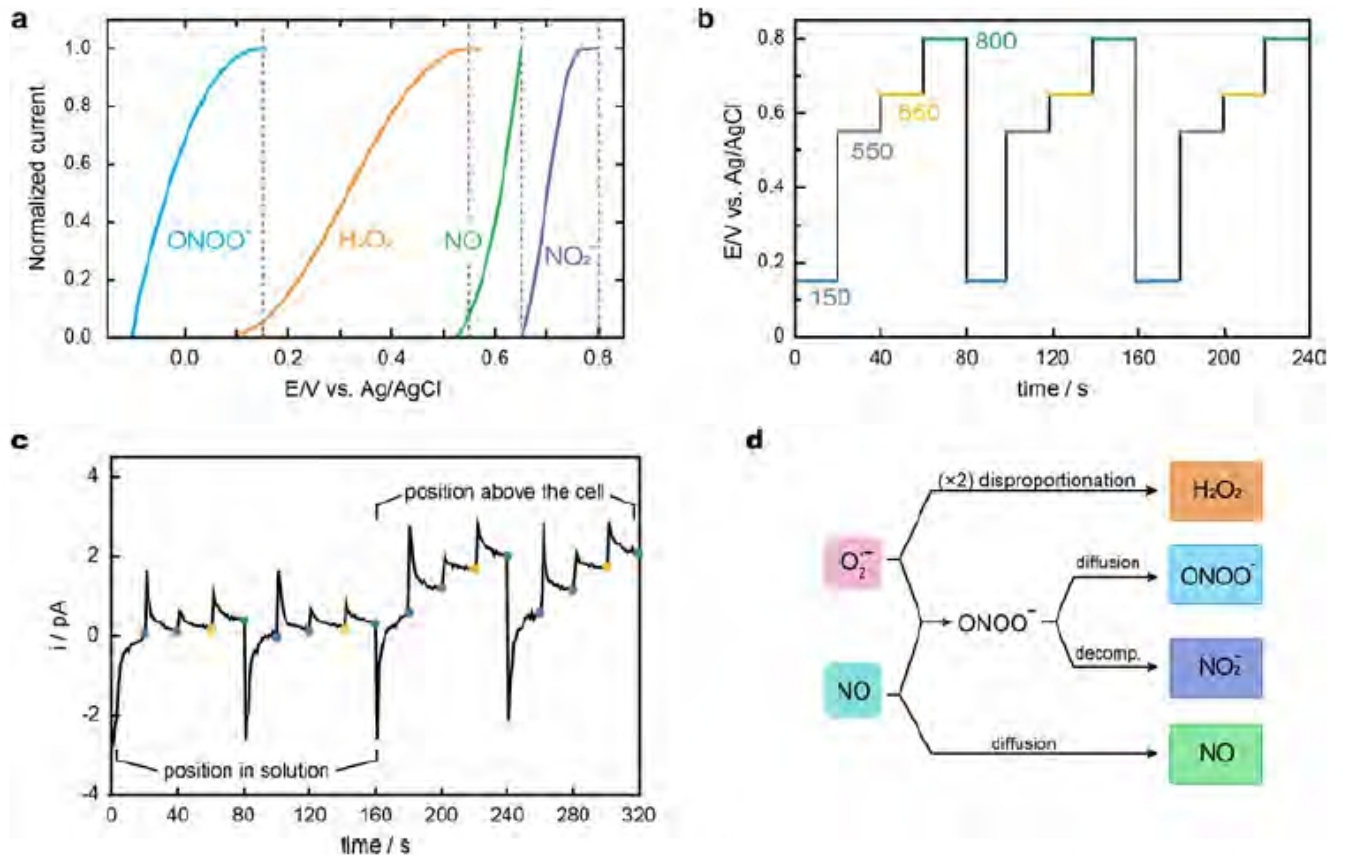 a
Normalized current
1.0
0.8
0.6
0.4
0.2
0.0
ONOO⁻
H₂O₂
NO
NO₂⁻
0.0
0.2
0.4
0.6
0.8
E/V vs. Ag/AgCl
b
E/V vs. Ag/AgCl
0.8
0.6
0.4
0.2
0
800
660
550
150
0
40
80
120
160
200
240
time / s
c
i / pA
4
2
0
-2
-4
position above the cell
position in solution
0
40
80
120
160
200
240
280
320
time / s
d
(×2) disproportionation
H₂O₂
O₂•⁻
diffusion
ONOO⁻
ONOO⁻
decomp.
NO₂⁻
NO
diffusion
NO